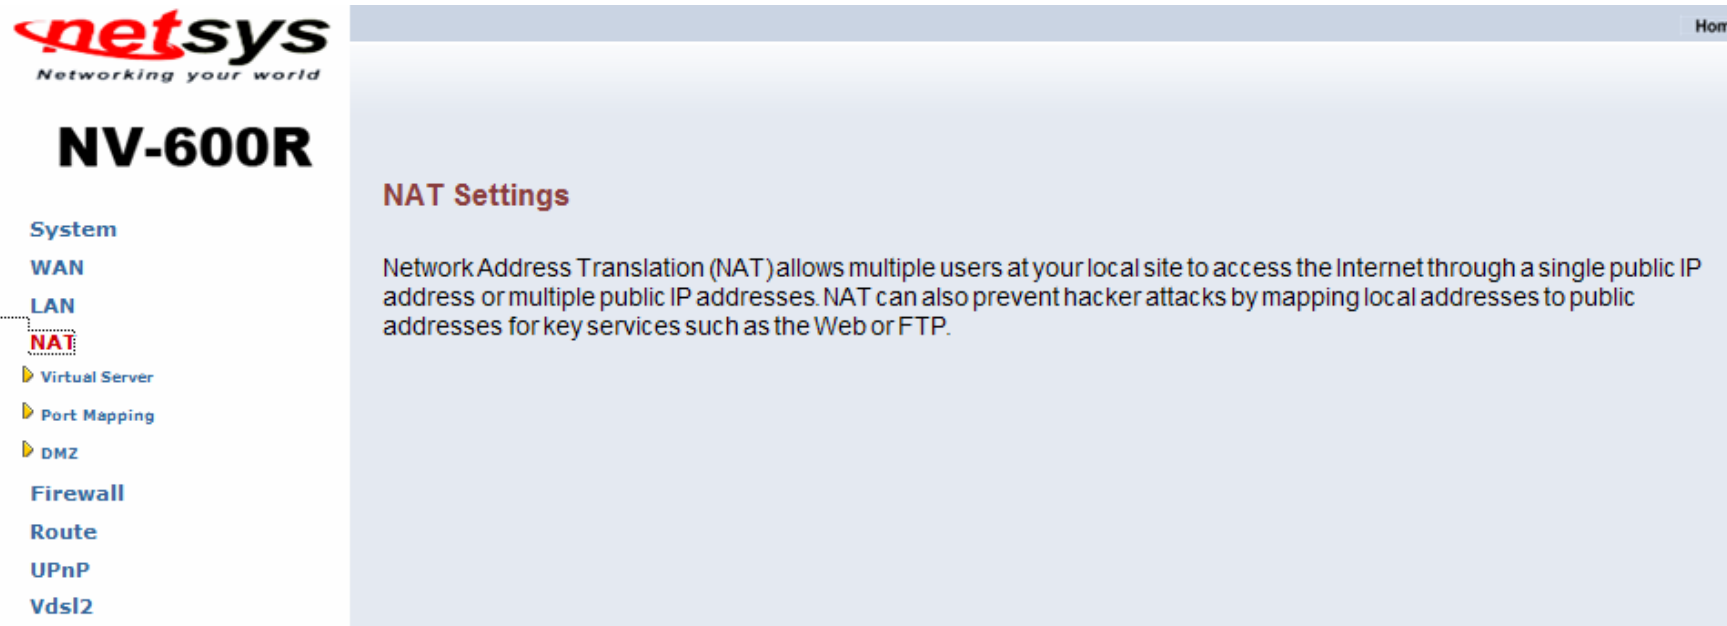 netsys
Networking your world
NV-600R
System
WAN
LAN
NAT
Virtual Server
Port Mapping
DMZ
Firewall
Route
UPnP
Vdsl2
NAT Settings
Network Address Translation (NAT) allows multiple users at your local site to access the Internet through a single public IP
address or multiple public IP addresses. NAT can also prevent hacker attacks by mapping local addresses to public
addresses for key services such as the Web or FTP.